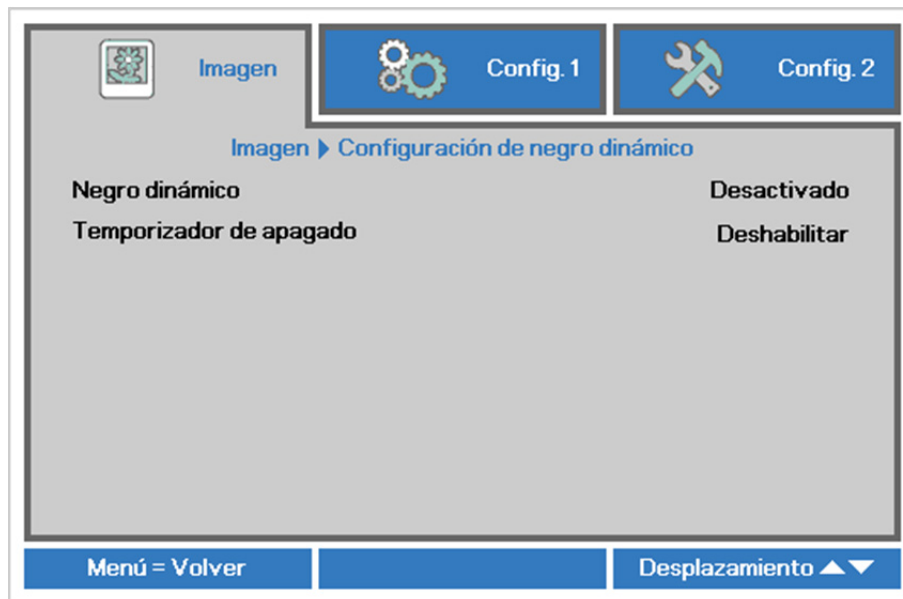 Imagen
Config. 1
Config. 2
Imagen ▶ Configuración de negro dinámico
Negro dinámico Desactivado
Temporizador de apagado Deshabilitar
Menú = Volver
Desplazamiento ▲▼